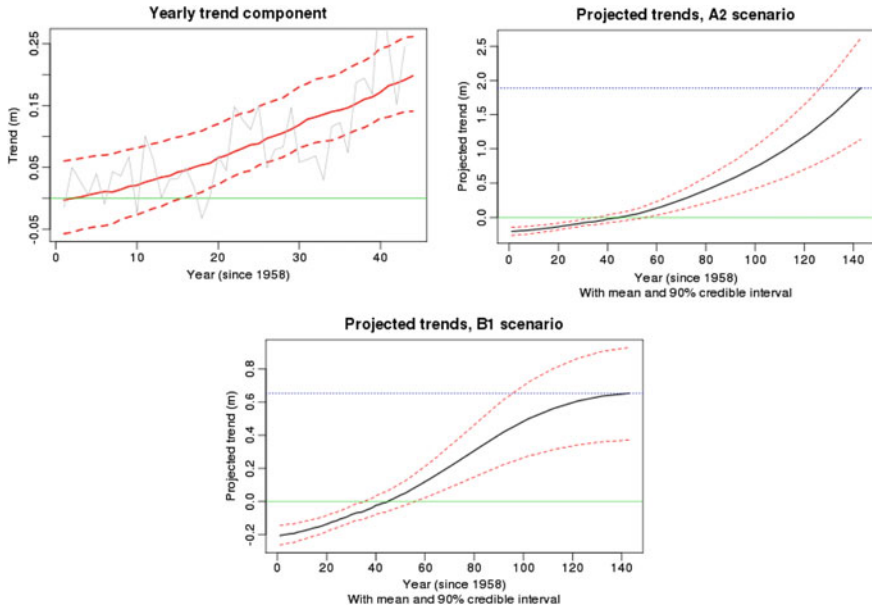 Yearly trend component
Trend (m)
0.25
0.15
0.05
-0.05
0 10 20 30 40
Year (since 1958)
Projected trends, A2 scenario
Projected trend (m)
2.5
2.0
1.5
1.0
0.5
0.0
0 20 40 60 80 100 120 140
Year (since 1958)
With mean and 90% credible interval
Projected trends, B1 scenario
Projected trend (m)
0.8
0.6
0.4
0.2
0.0
-0.2
0 20 40 60 80 100 120 140
Year (since 1958)
With mean and 90% credible interval